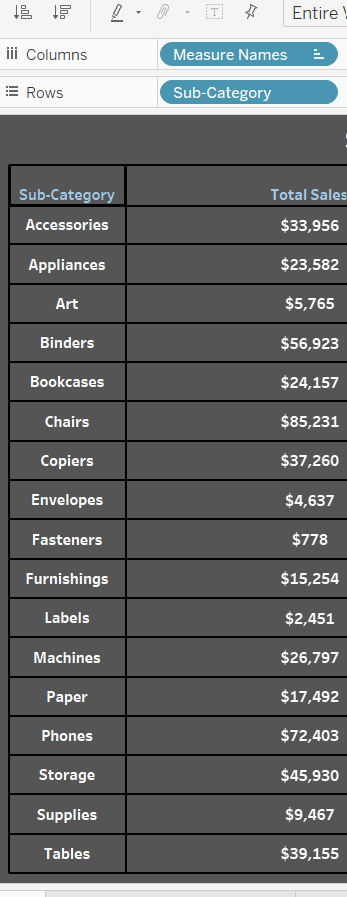 T Entire
Columns Measure Names
Rows Sub-Category
Sub-Category Total Sales
Accessories $33,956
Appliances $23,582
Art $5,765
Binders $56,923
Bookcases $24,157
Chairs $85,231
Copiers $37,260
Envelopes $4,637
Fasteners $778
Furnishings $15,254
Labels $2,451
Machines $26,797
Paper $17,492
Phones $72,403
Storage $45,930
Supplies $9,467
Tables $39,155